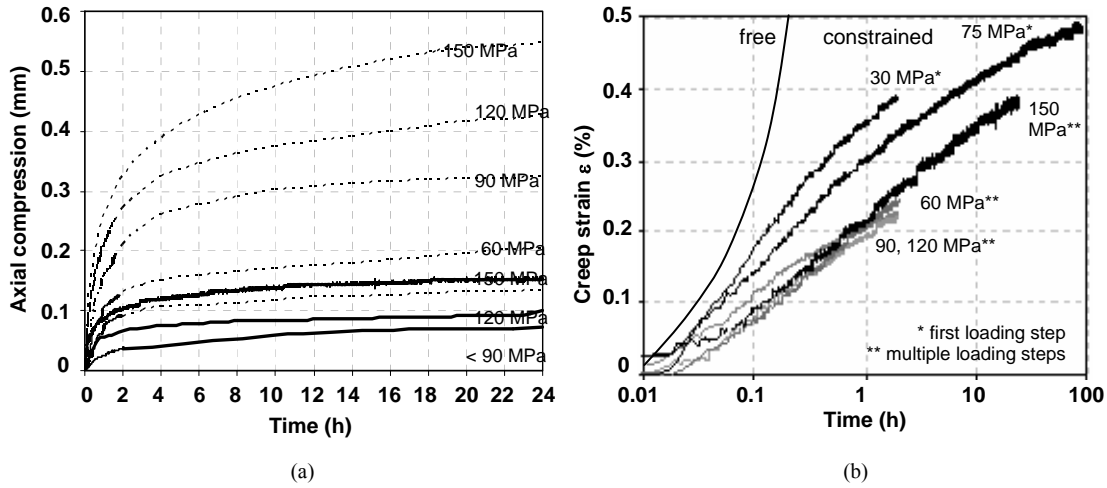 0.6
0.5
0.4
0.3
0.2
0.1
0
Axial compression (mm)
150 MPa
120 MPa
90 MPa
60 MPa
150 MPa
120 MPa
< 90 MPa
0 2 4 6 8 10 12 14 16 18 20 22 24
Time (h)
(a)
0.5
0.4
0.3
0.2
0.1
0
Creep strain ε (%)
free
constrained
75 MPa*
30 MPa*
150
MPa**
60 MPa**
90, 120 MPa**
* first loading step
** multiple loading steps
0.01 0.1 1 10 100
Time (h)
(b)